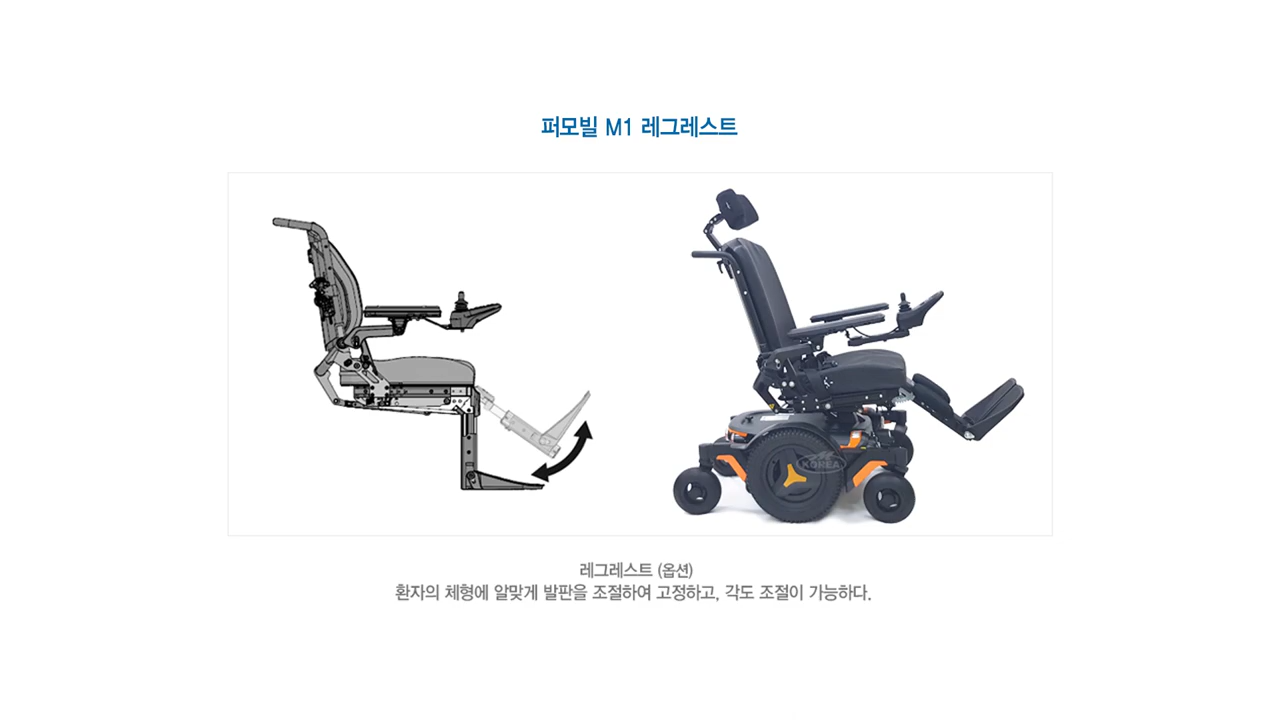 퍼모빌 M1 레그레스트
KOREA
레그레스트 (옵션)
환자의 체형에 알맞게 발판을 조절하여 고정하고, 각도 조절이 가능하다.